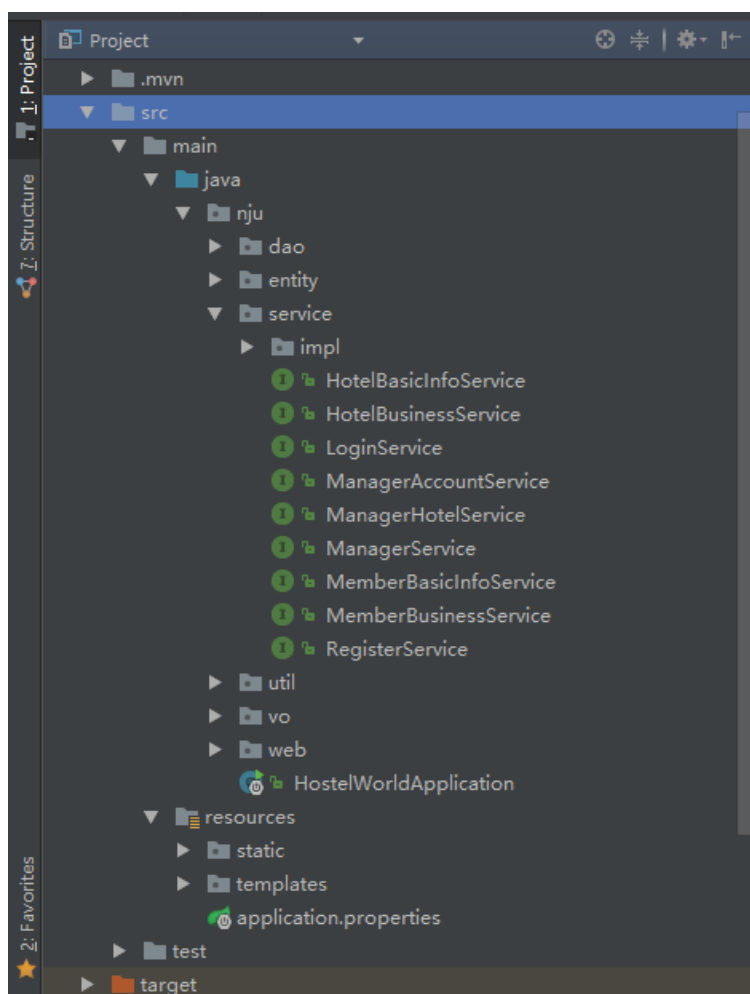 Project
1: Project
.mvn
src
main
java
nju
dao
entity
service
impl
HotelBasicInfoService
HotelBusinessService
LoginService
ManagerAccountService
ManagerHotelService
ManagerService
MemberBasicInfoService
MemberBusinessService
RegisterService
util
vo
web
HostelWorldApplication
resources
static
templates
application.properties
test
target
7: Structure
2: Favorites